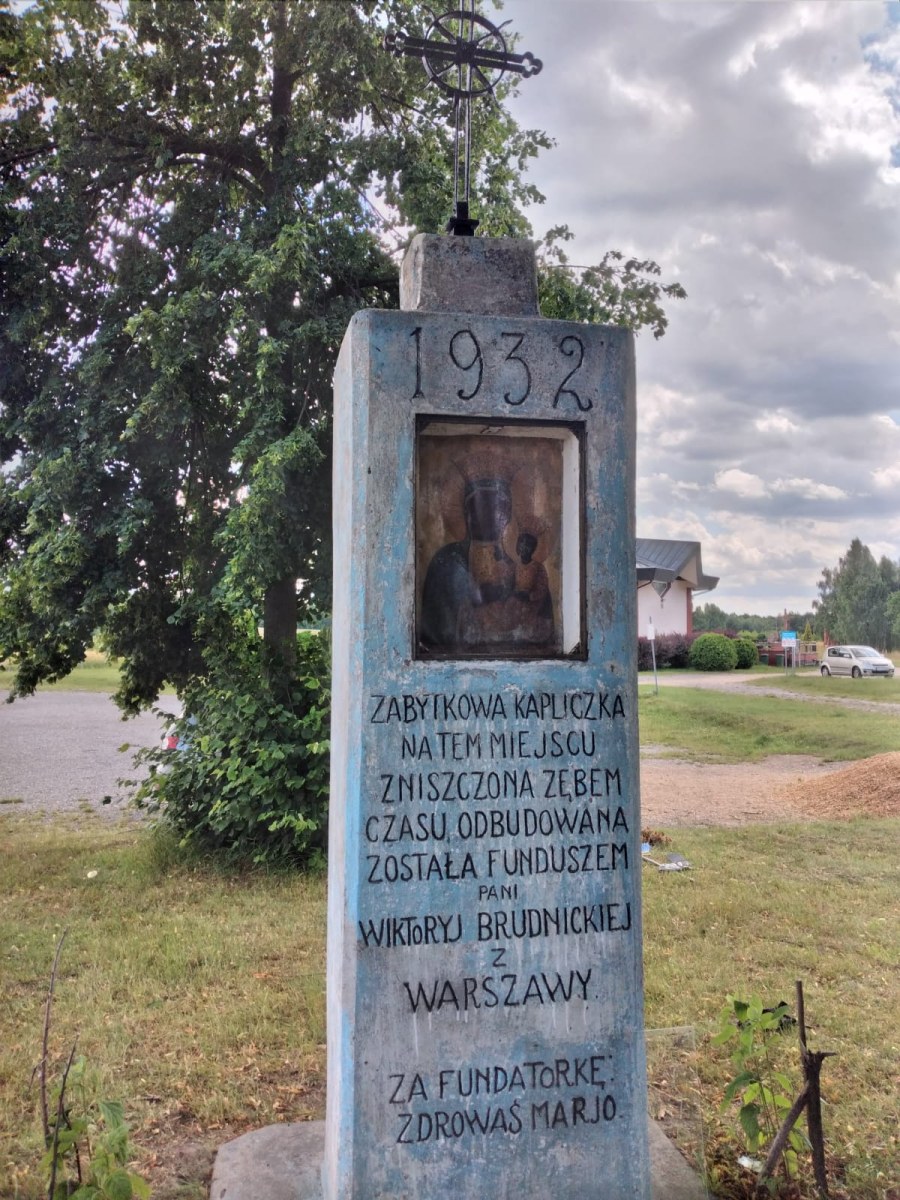 1932
ZABYTKOWA KAPLICZKA
NA TEM MIEJSCU
ZNISZCZONA ZĘBEM
CZASU, ODBUDOWANA
ZOSTAŁA FUNDUSZEM
PANI
WIKTORYJ BRUDNICKIEJ
Z
WARSZAWY.
ZA FUNDATORKĘ:
ZDROWAŚ MARJO.